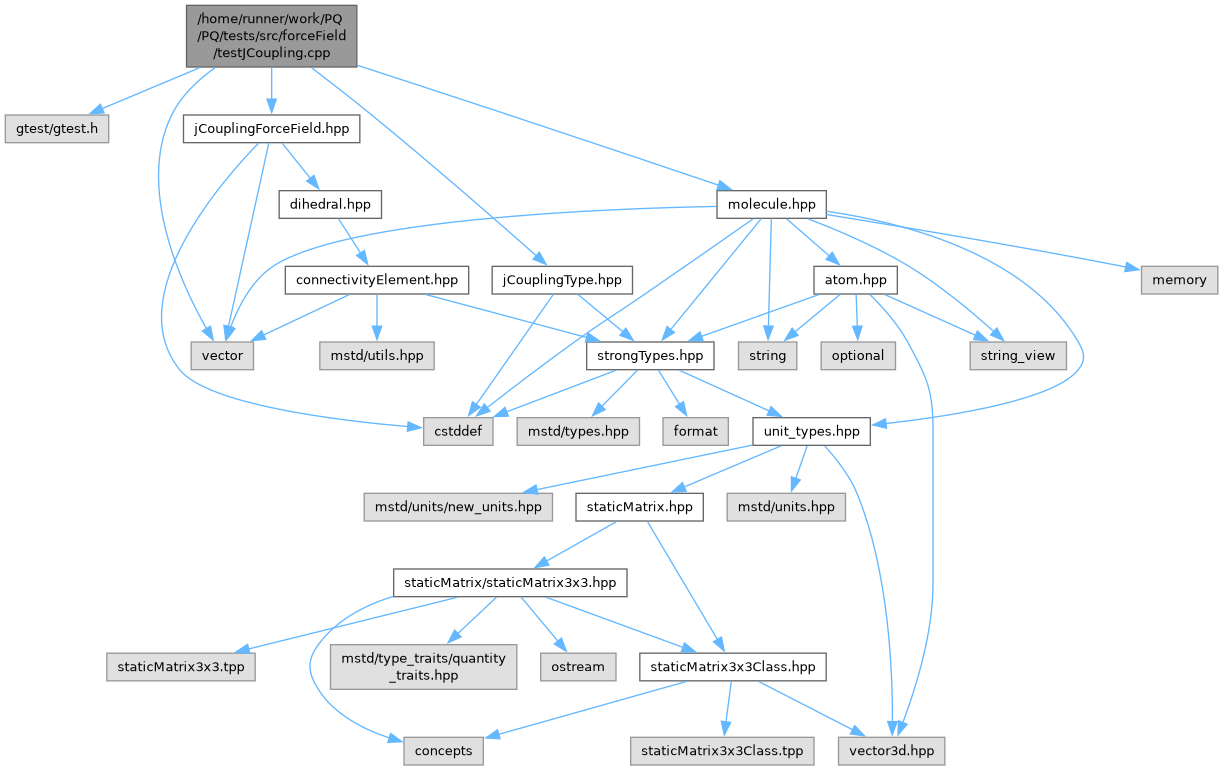 /home/runner/work/PQ
/PQ/tests/src/forceField
/testJCoupling.cpp
gtest/gtest.h
jCouplingForceField.hpp
dihedral.hpp
molecule.hpp
connectivityElement.hpp
jCouplingType.hpp
atom.hpp
memory
vector
mstd/utils.hpp
strongTypes.hpp
string
optional
string_view
cstddef
mstd/types.hpp
format
unit_types.hpp
mstd/units/new_units.hpp
staticMatrix.hpp
mstd/units.hpp
staticMatrix/staticMatrix3x3.hpp
staticMatrix3x3.tpp
mstd/type_traits/quantity
_traits.hpp
ostream
staticMatrix3x3Class.hpp
concepts
staticMatrix3x3Class.tpp
vector3d.hpp